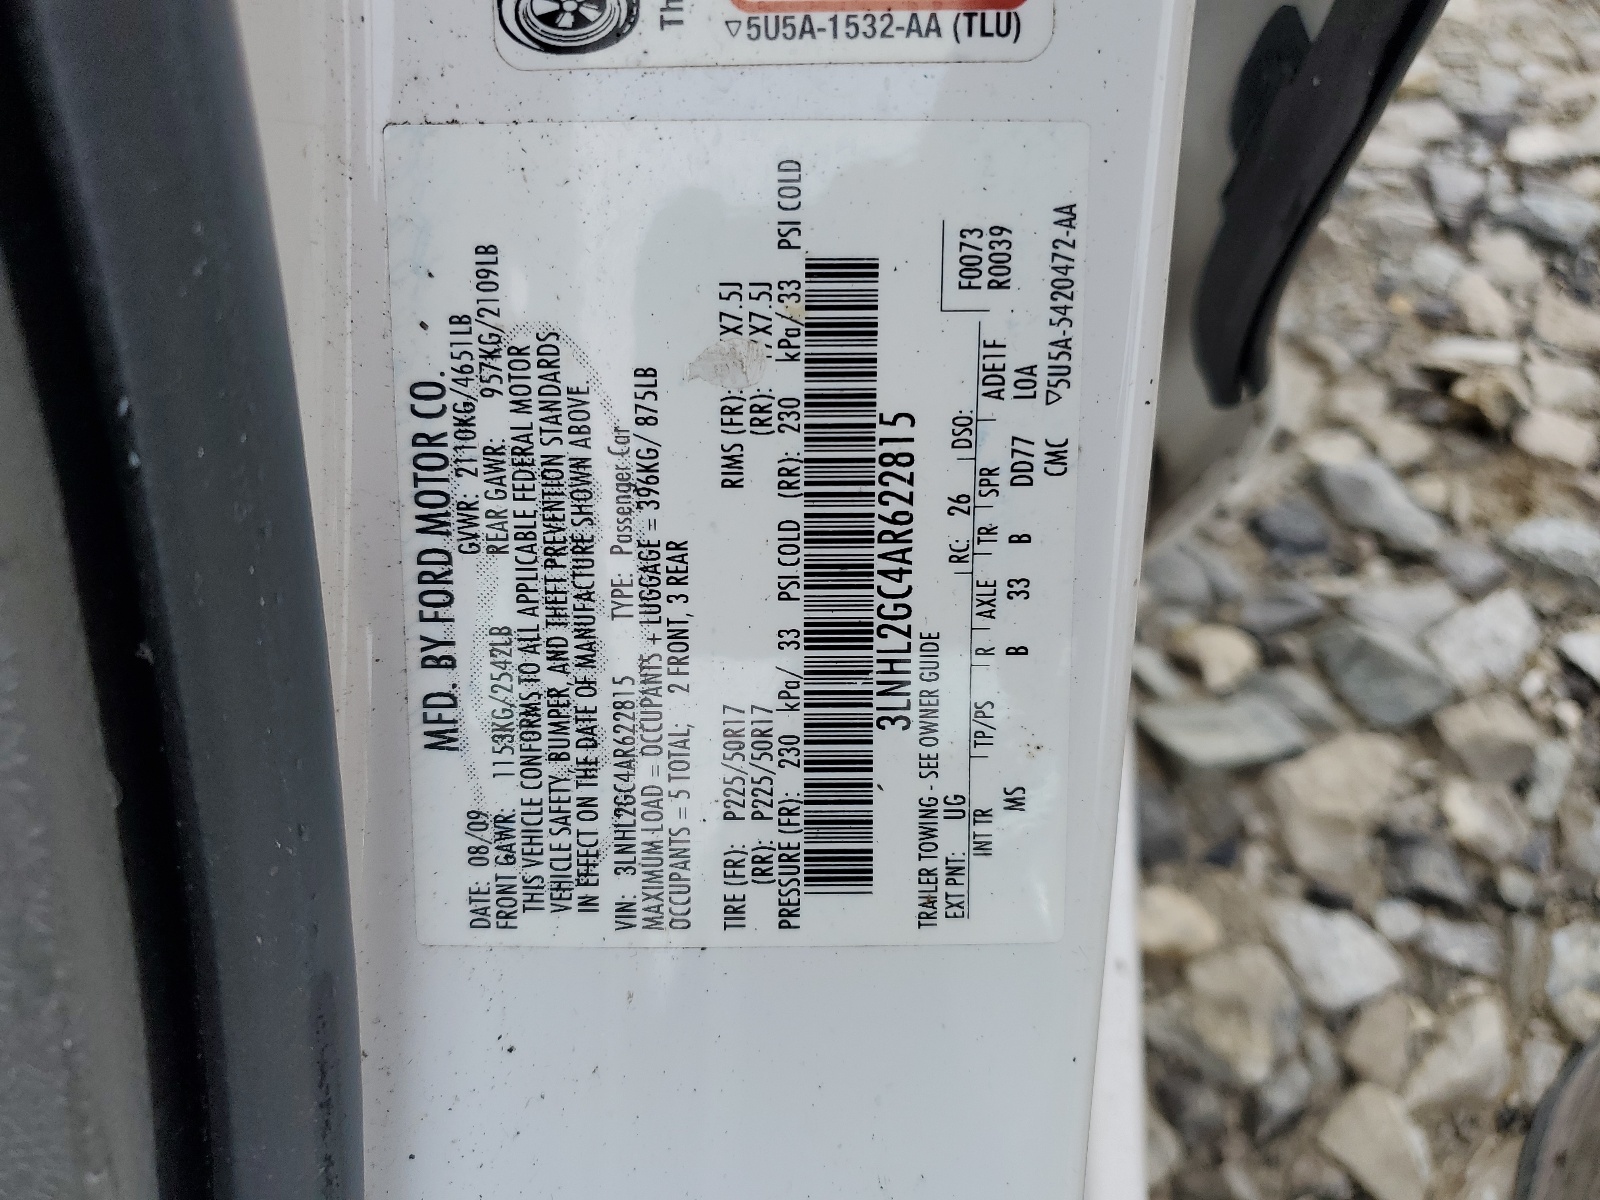 Th
▽5U5A-1532-AA (TLU)
MFD. BY FORD MOTOR CO.
DATE: 08/09 GVWR: 2110KG/4651LB
FRONT GAWR: 1153KG/2542LB REAR GAWR: 957KG/2109LB
THIS VEHICLE CONFORMS TO ALL APPLICABLE FEDERAL MOTOR
VEHICLE SAFETY, BUMPER, AND THEFT PREVENTION STANDARDS
IN EFFECT ON THE DATE OF MANUFACTURE SHOWN ABOVE.
VIN: 3LNHL2GC4AR622815 TYPE: Passenger Car
MAXIMUM LOAD = OCCUPANTS + LUGGAGE = 396KG/ 875LB
OCCUPANTS = 5 TOTAL; 2 FRONT, 3 REAR
TIRE (FR): P225/50R17 RIMS (FR): X7.5J
(RR): P225/50R17 (RR): X7.5J
PRESSURE (FR): 230 kPa/ 33 PSI COLD (RR): 230 kPa/ 33 PSI COLD
3LNHL2GC4AR622815
TRAILER TOWING - SEE OWNER GUIDE
EXT PNT: UG RC: 26 DSO: F0073
INT TR TP/PS R AXLE TR SPR ADE1F R0039
MS B 33 B DD77 LOA
CMC ▽5U5A-5420472-AA